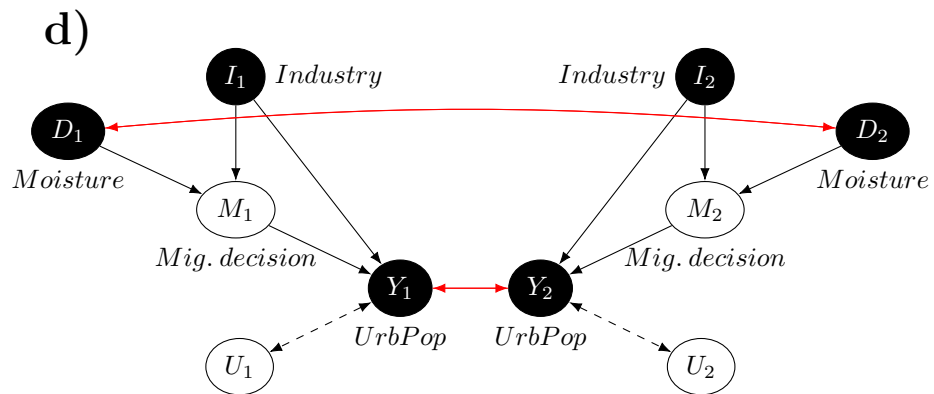 d)
I1 Industry
Industry I2
D1
D2
Moisture
Moisture
M1
M2
Mig. decision
Mig. decision
Y1
Y2
UrbPop
UrbPop
U1
U2